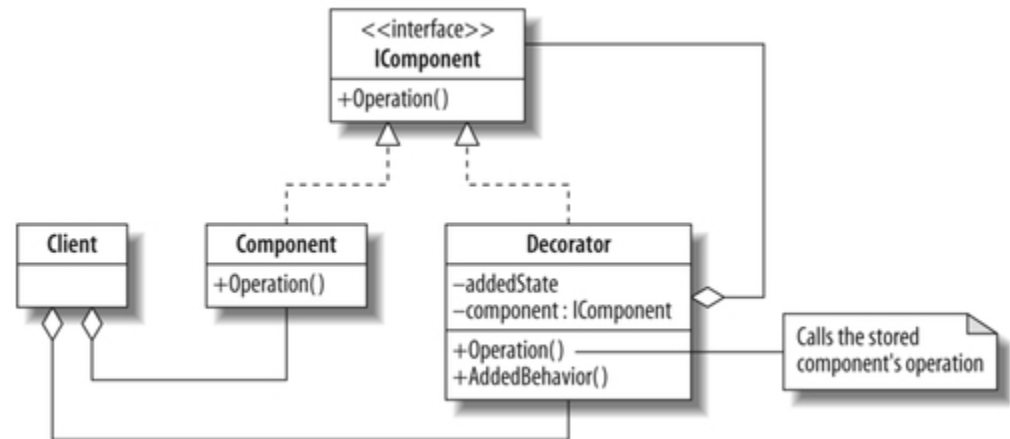 <<interface>>
IComponent
+Operation()
Client
Component
+Operation()
Decorator
–addedState
–component : IComponent
+Operation()
+AddedBehavior()
Calls the stored
component's operation